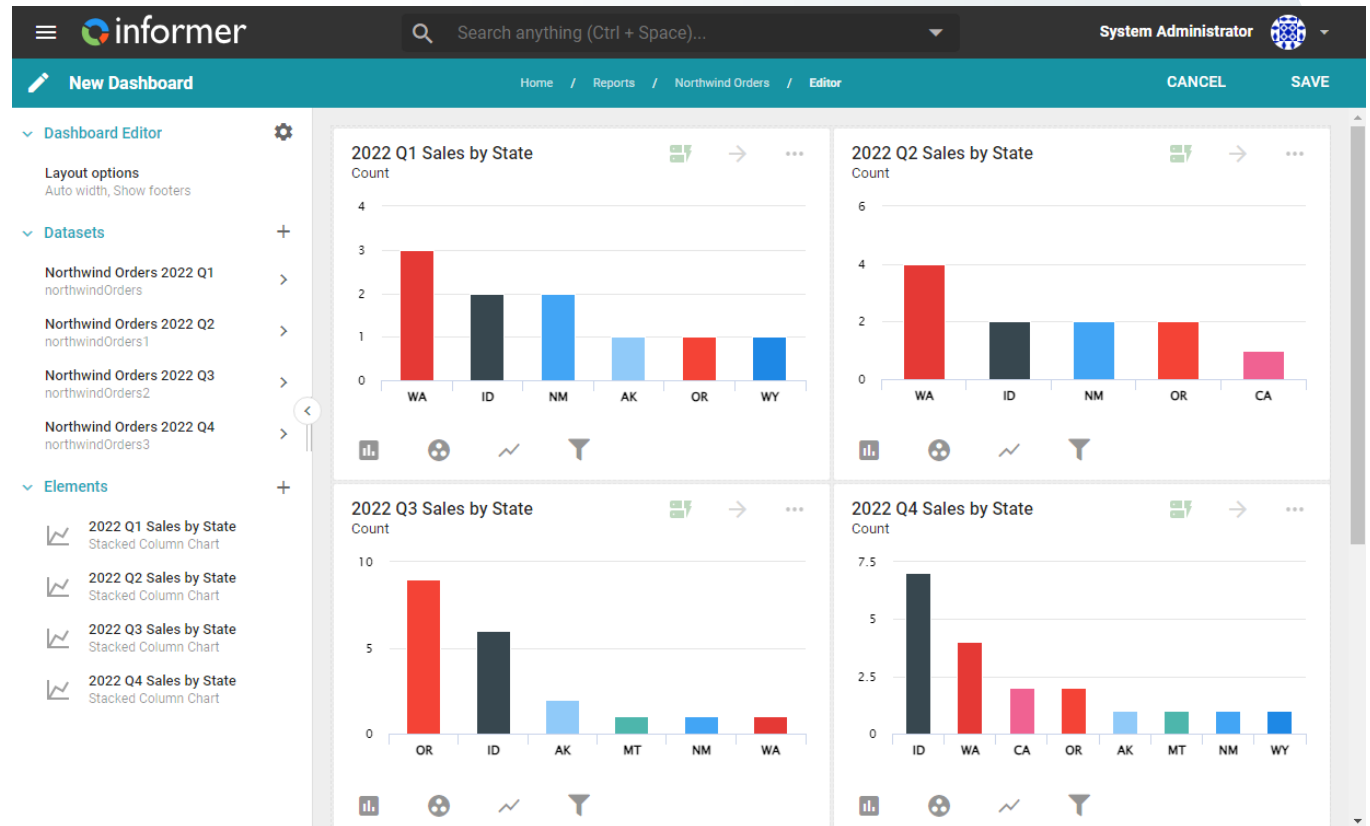 informer
Search anything (Ctrl + Space)...
System Administrator
New Dashboard
Home / Reports / Northwind Orders / Editor
CANCEL
SAVE
Dashboard Editor
Layout options
Auto width, Show footers
Datasets
Northwind Orders 2022 Q1
northwindOrders
Northwind Orders 2022 Q2
northwindOrders1
Northwind Orders 2022 Q3
northwindOrders2
Northwind Orders 2022 Q4
northwindOrders3
Elements
2022 Q1 Sales by State
Stacked Column Chart
2022 Q2 Sales by State
Stacked Column Chart
2022 Q3 Sales by State
Stacked Column Chart
2022 Q4 Sales by State
Stacked Column Chart
2022 Q1 Sales by State
Count
4
3
2
1
0
WA ID NM AK OR WY
2022 Q2 Sales by State
Count
6
4
2
0
WA ID NM OR CA
2022 Q3 Sales by State
Count
10
5
0
OR ID AK MT NM WA
2022 Q4 Sales by State
Count
7.5
5
2.5
0
ID WA CA OR AK MT NM WY